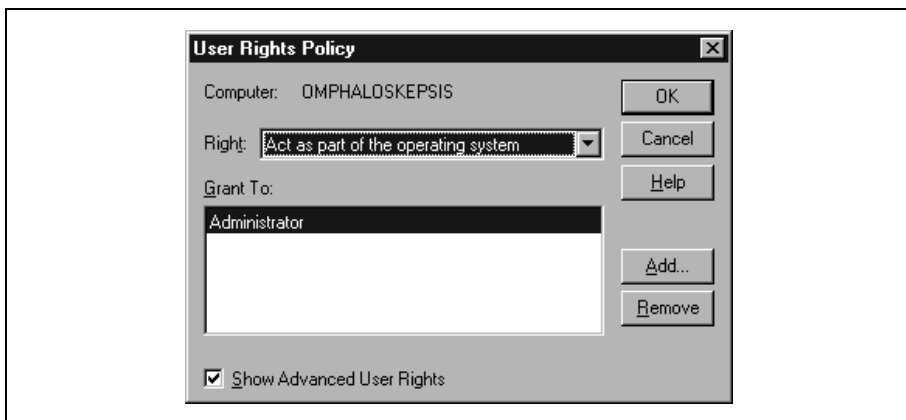 User Rights Policy
Computer: OMPHALOSKEPSIS
OK
Right: Act as part of the operating system
Cancel
Grant To:
Help
Administrator
Add...
Remove
Show Advanced User Rights